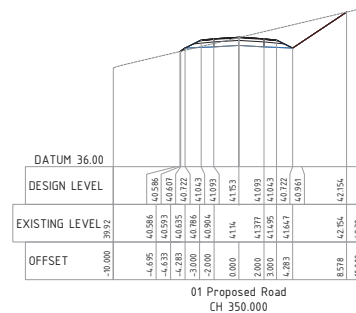 DATUM 36.00
DESIGN LEVEL 40.586 40.607 40.722 41.043 41.093 41.153 41.093 41.043 40.722 40.961 42.154
EXISTING LEVEL 39.92 40.586 40.593 40.635 40.786 40.904 41.14 41.377 41.495 41.647 42.154
OFFSET -10.000 -4.695 -4.633 -4.283 -3.000 -2.000 0.000 2.000 3.000 4.283 8.578
01 Proposed Road
CH 350.000